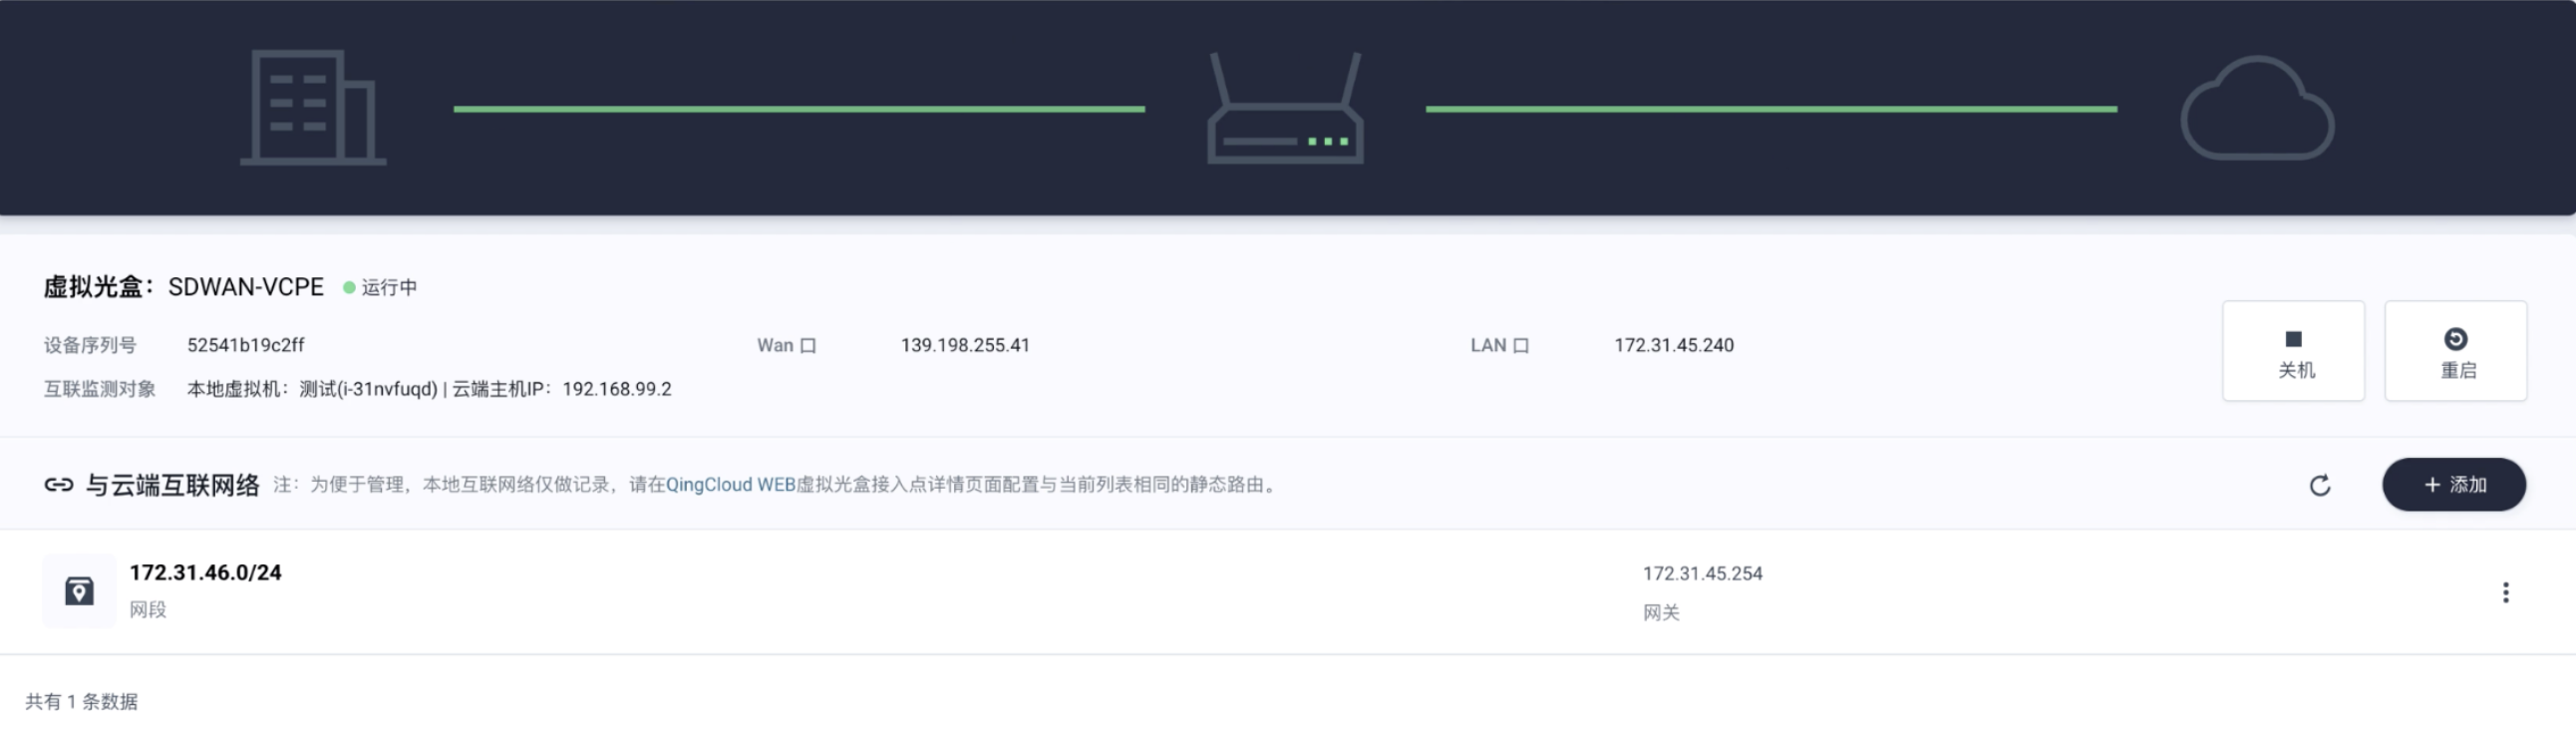 虚拟光盒：SDWAN-VCPE 运行中
设备序列号 52541b19c2ff Wan 口 139.198.255.41 LAN 口 172.31.45.240
互联监测对象 本地虚拟机：测试(i-31nvfuqd) | 云端主机IP：192.168.99.2
关机 重启
与云端互联网络 注：为便于管理，本地互联网络仅做记录，请在QingCloud WEB虚拟光盒接入点详情页面配置与当前列表相同的静态路由。
+ 添加
172.31.46.0/24 172.31.45.254
网段 网关
共有 1 条数据